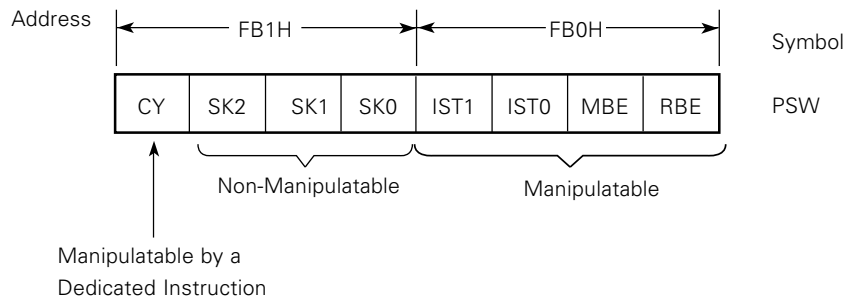 Address FB1H FB0H Symbol
CY SK2 SK1 SK0 IST1 IST0 MBE RBE PSW
Non-Manipulatable Manipulatable
Manipulatable by a
Dedicated Instruction